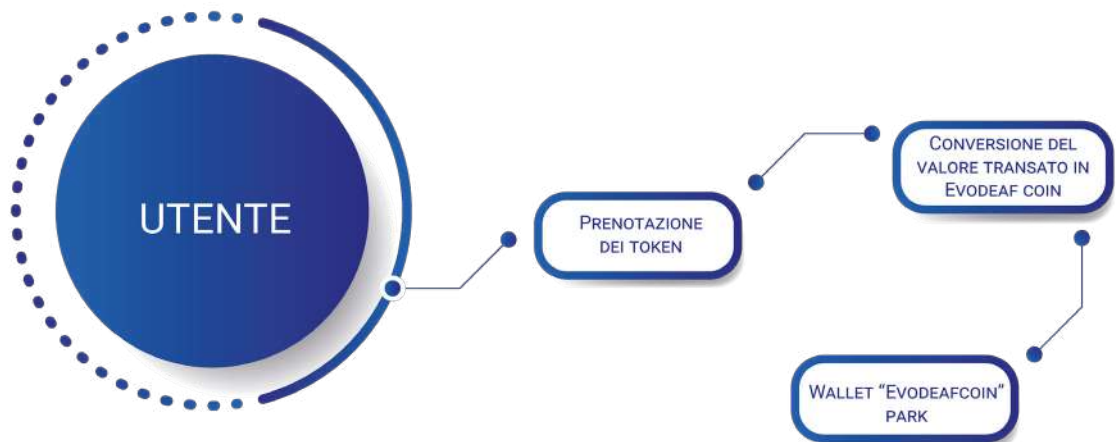 UTENTE
PRENOTAZIONE
DEI TOKEN
CONVERSIONE DEL
VALORE TRANSATO IN
EVODEAF COIN
WALLET “EVODEAFCOIN”
PARK